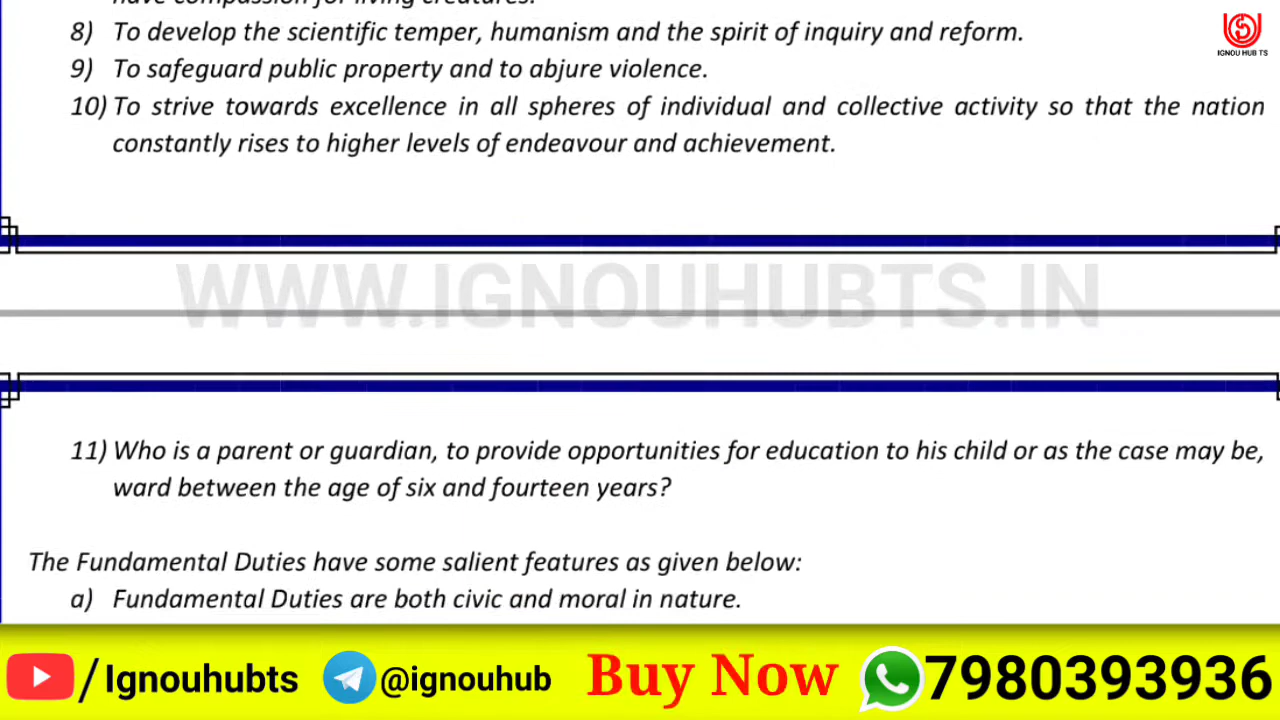 have compassion for living creatures.
IGNOU HUB TS
8) To develop the scientific temper, humanism and the spirit of inquiry and reform.
9) To safeguard public property and to abjure violence.
10) To strive towards excellence in all spheres of individual and collective activity so that the nation
constantly rises to higher levels of endeavour and achievement.
WWW.IGNOUHUBTS.IN
11) Who is a parent or guardian, to provide opportunities for education to his child or as the case may be,
ward between the age of six and fourteen years?
The Fundamental Duties have some salient features as given below:
a) Fundamental Duties are both civic and moral in nature.
/Ignouhubts @ignouhub Buy Now 7980393936